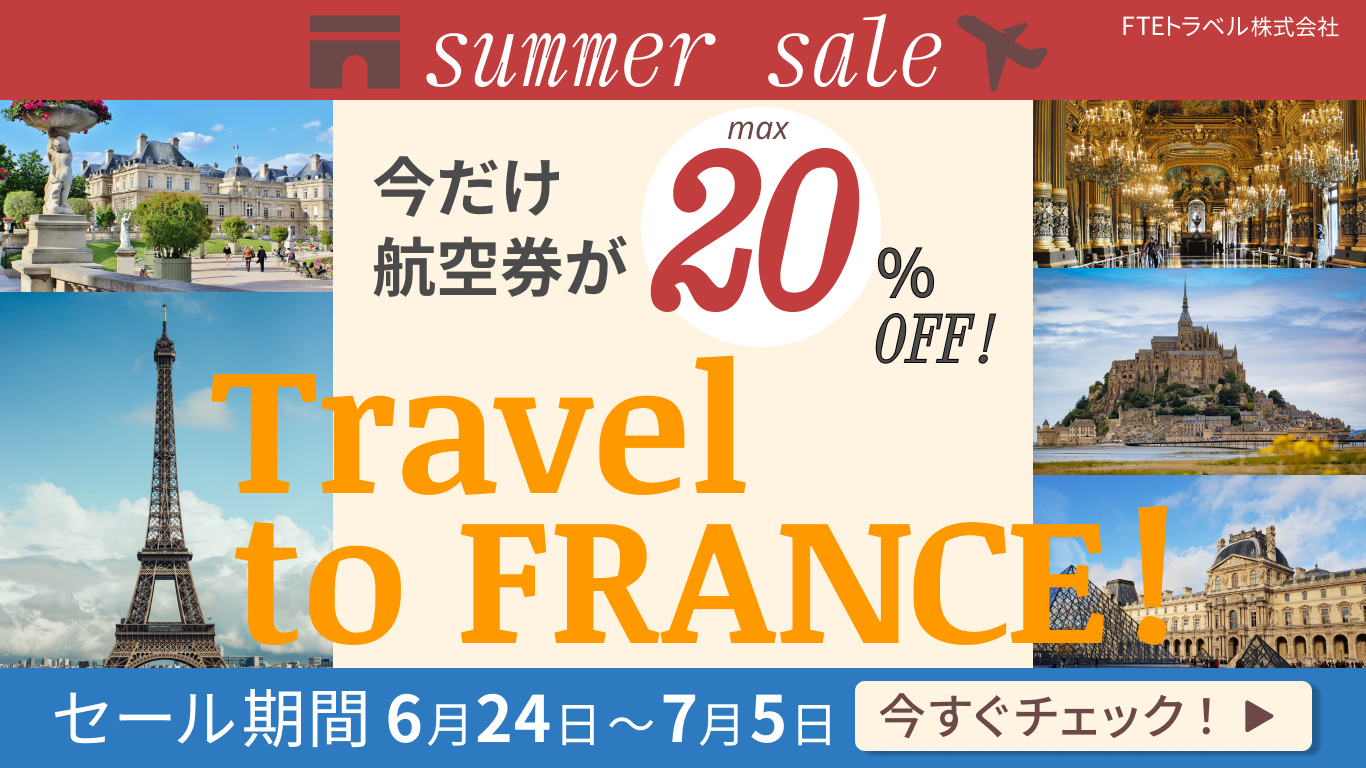 summer sale
FTEトラベル株式会社
今だけ
航空券が
max
20
%
OFF!
Travel
to FRANCE!
セール期間 6月24日～7月5日
今すぐチェック！